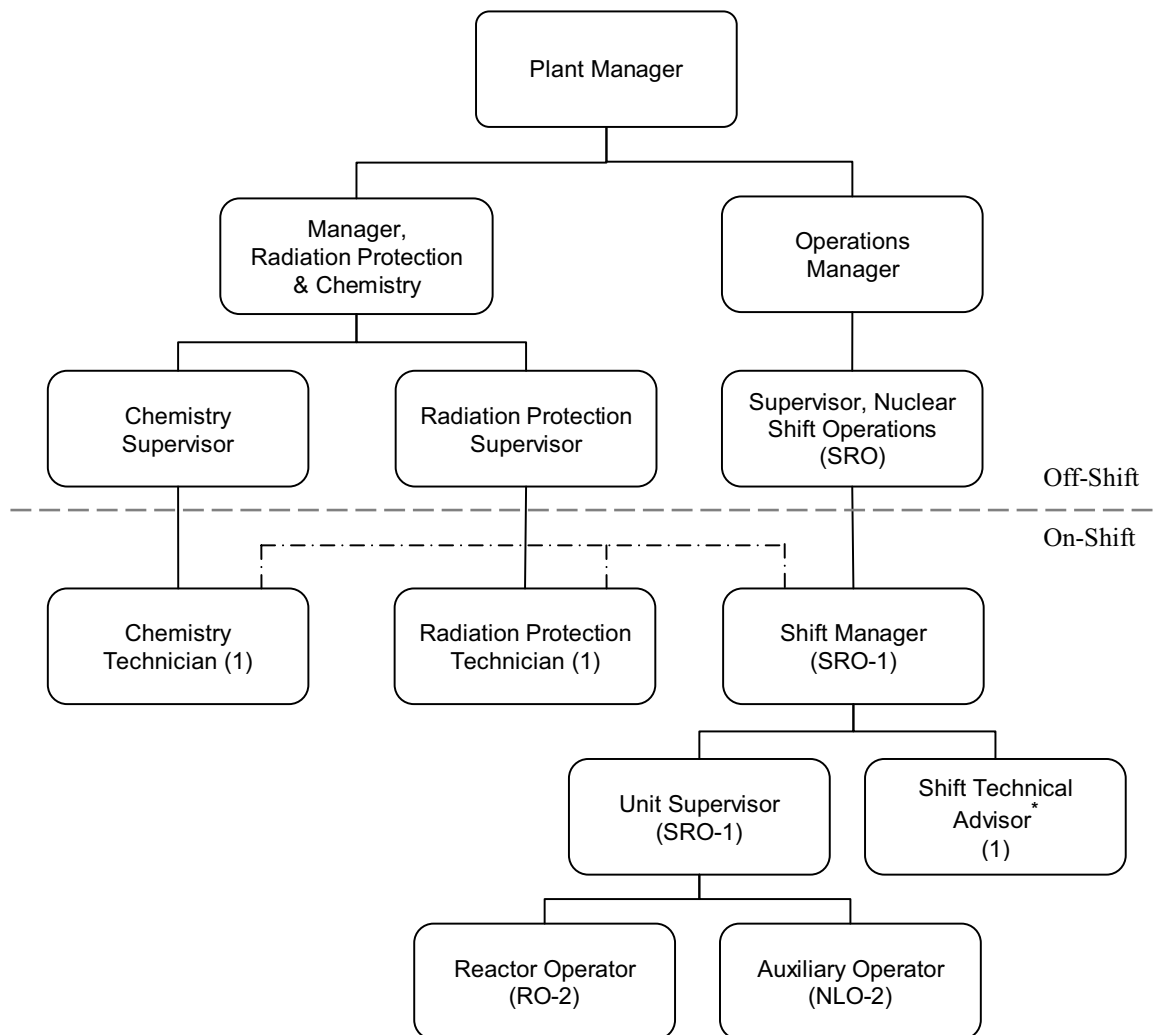 Plant Manager
Manager,
Radiation Protection
& Chemistry
Operations
Manager
Chemistry
Supervisor
Radiation Protection
Supervisor
Supervisor, Nuclear
Shift Operations
(SRO)
Off-Shift
On-Shift
Chemistry
Technician (1)
Radiation Protection
Technician (1)
Shift Manager
(SRO-1)
Unit Supervisor
(SRO-1)
Shift Technical
Advisor*
(1)
Reactor Operator
(RO-2)
Auxiliary Operator
(NLO-2)